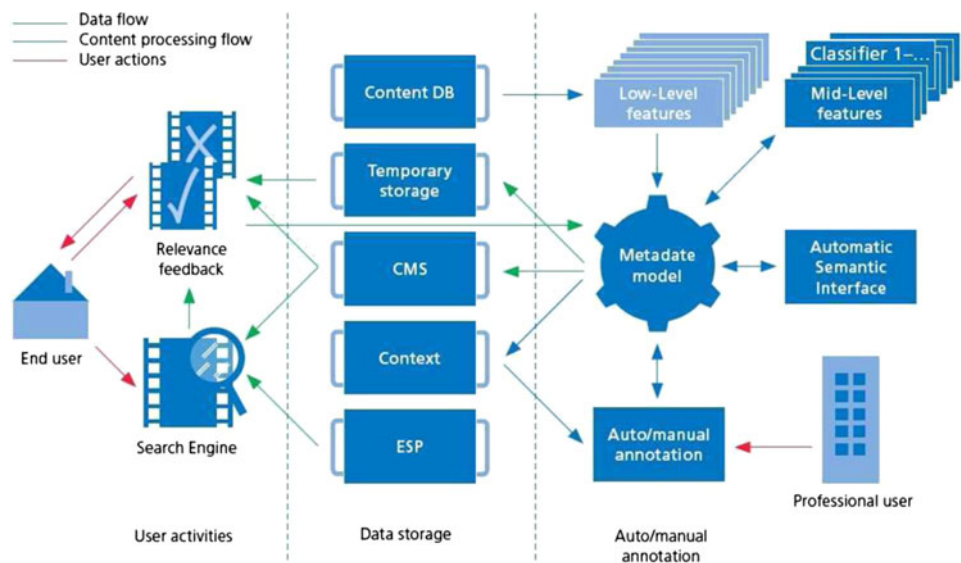 Data flow
Content processing flow
User actions
Content DB
Low-Level
features
Classifier 1–...
Mid-Level
features
Temporary
storage
Relevance
feedback
CMS
Metadate
model
Automatic
Semantic
Interface
End user
Context
Search Engine
ESP
Auto/manual
annotation
Professional user
User activities
Data storage
Auto/manual
annotation